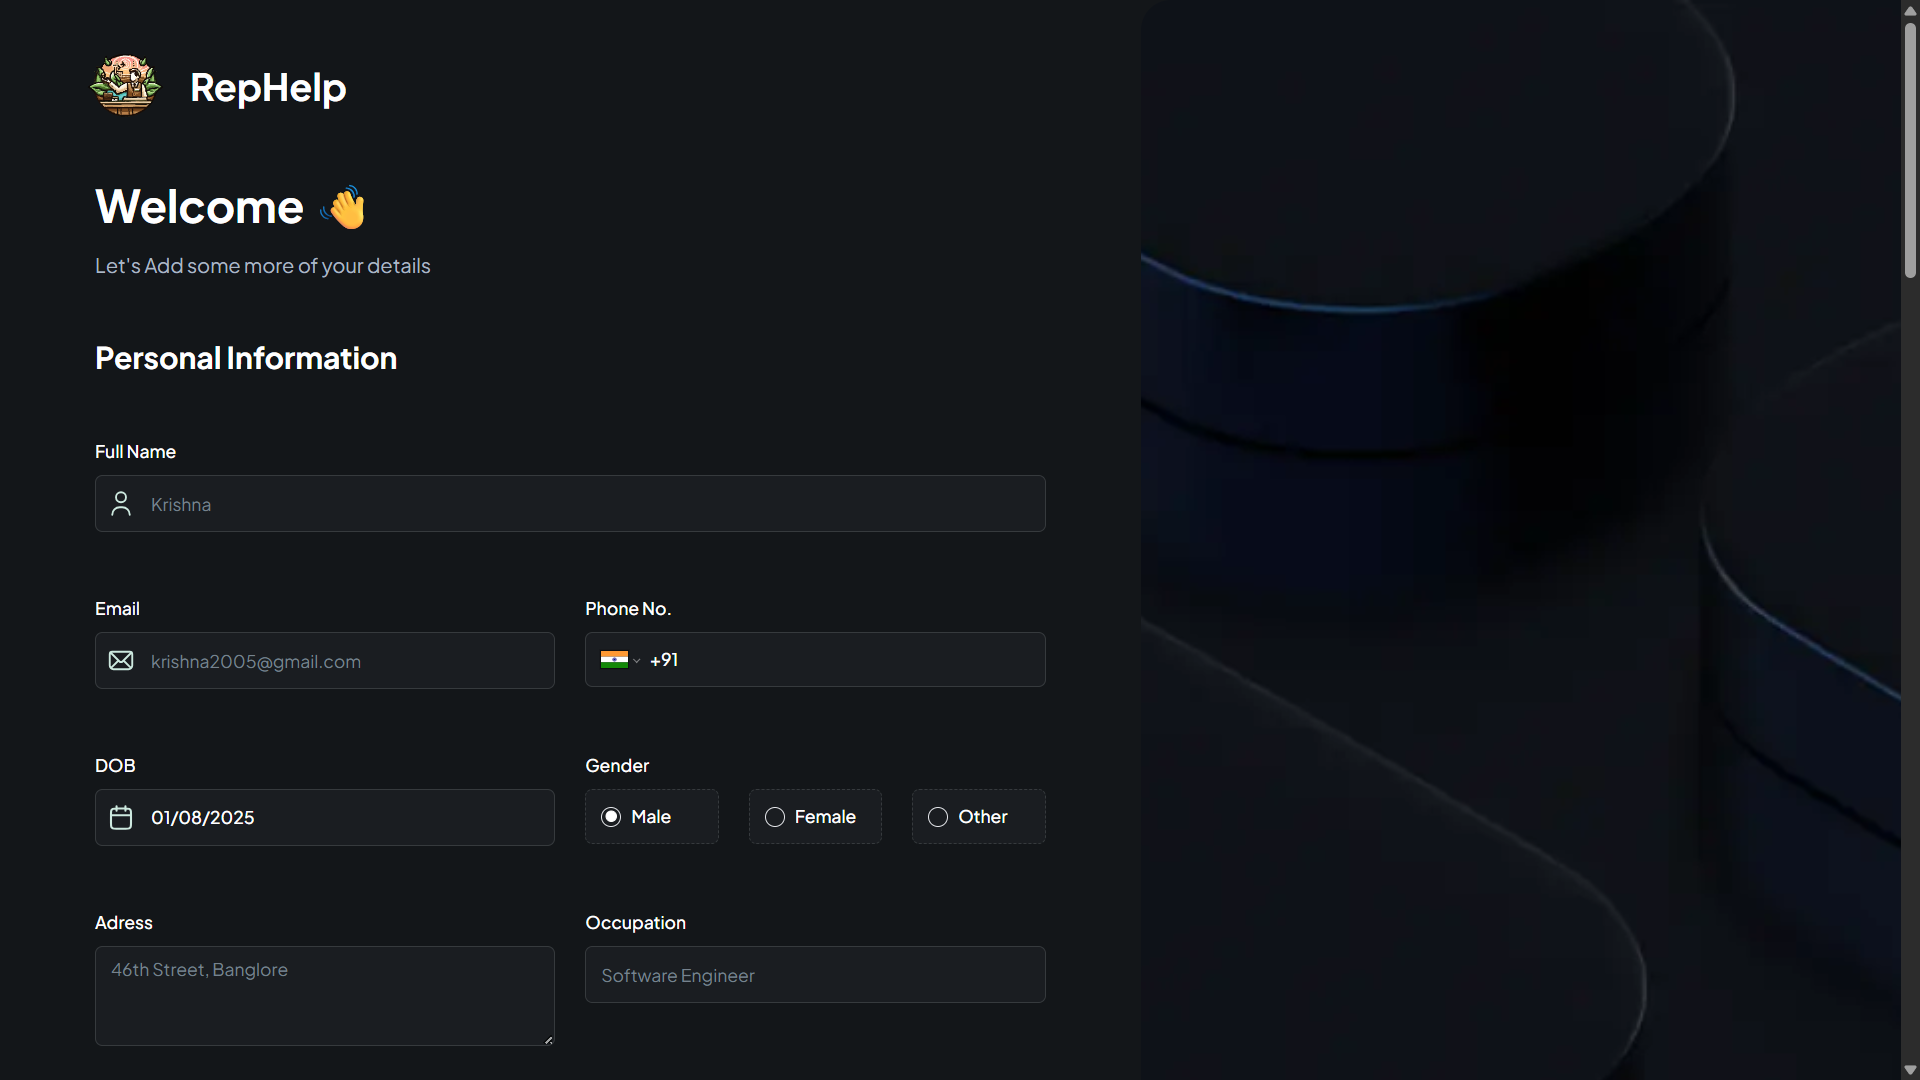 RepHelp
Welcome 👋
Let's Add some more of your details
Personal Information
Full Name
Krishna
Email
Phone No.
krishna2005@gmail.com
+91
DOB
Gender
01/08/2025
Male
Female
Other
Adress
Occupation
46th Street, Banglore
Software Engineer